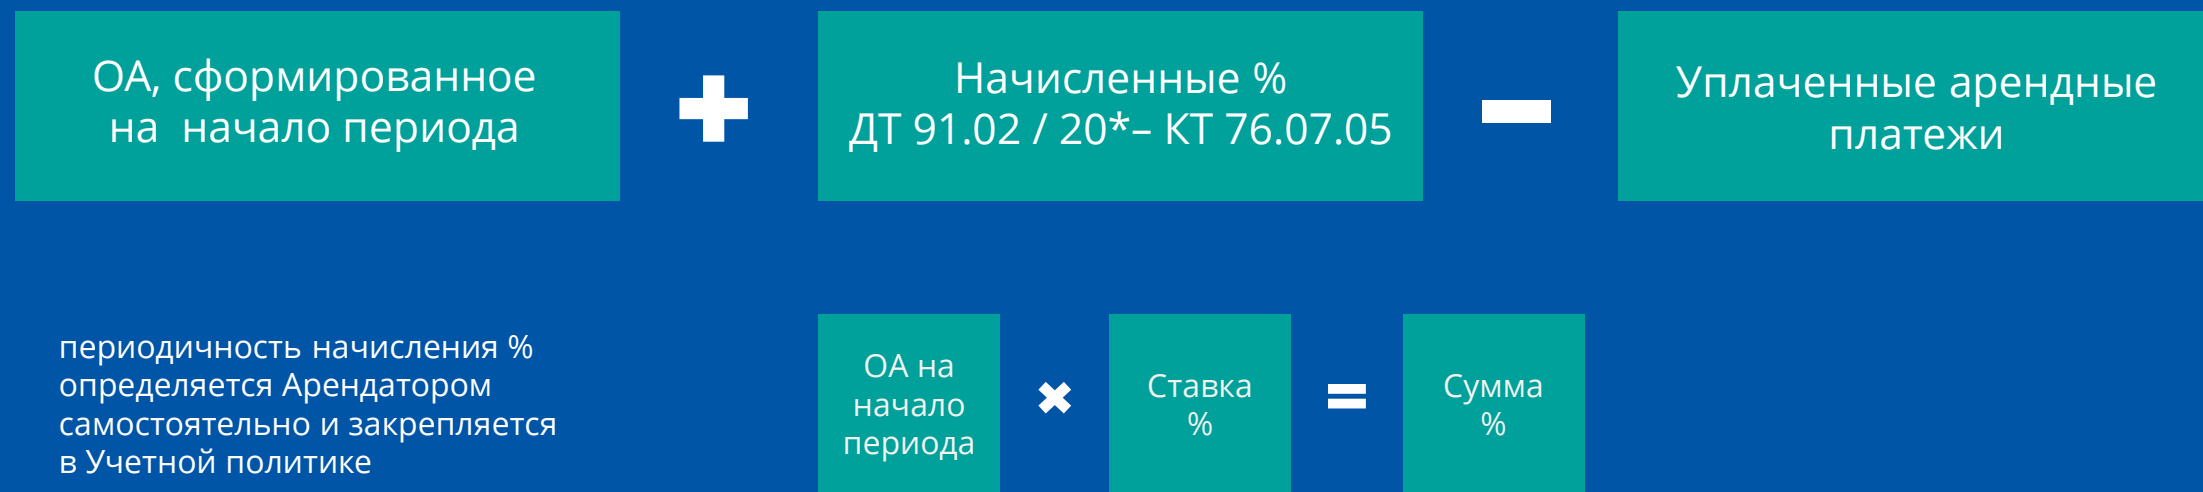 ОА, сформированное
на начало периода
Начисленные %
ДТ 91.02 / 20*– КТ 76.07.05
Уплаченные арендные
платежи
периодичность начисления %
определяется Арендатором
самостоятельно и закрепляется
в Учетной политике
ОА на
начало
периода
Ставка
%
Сумма
%